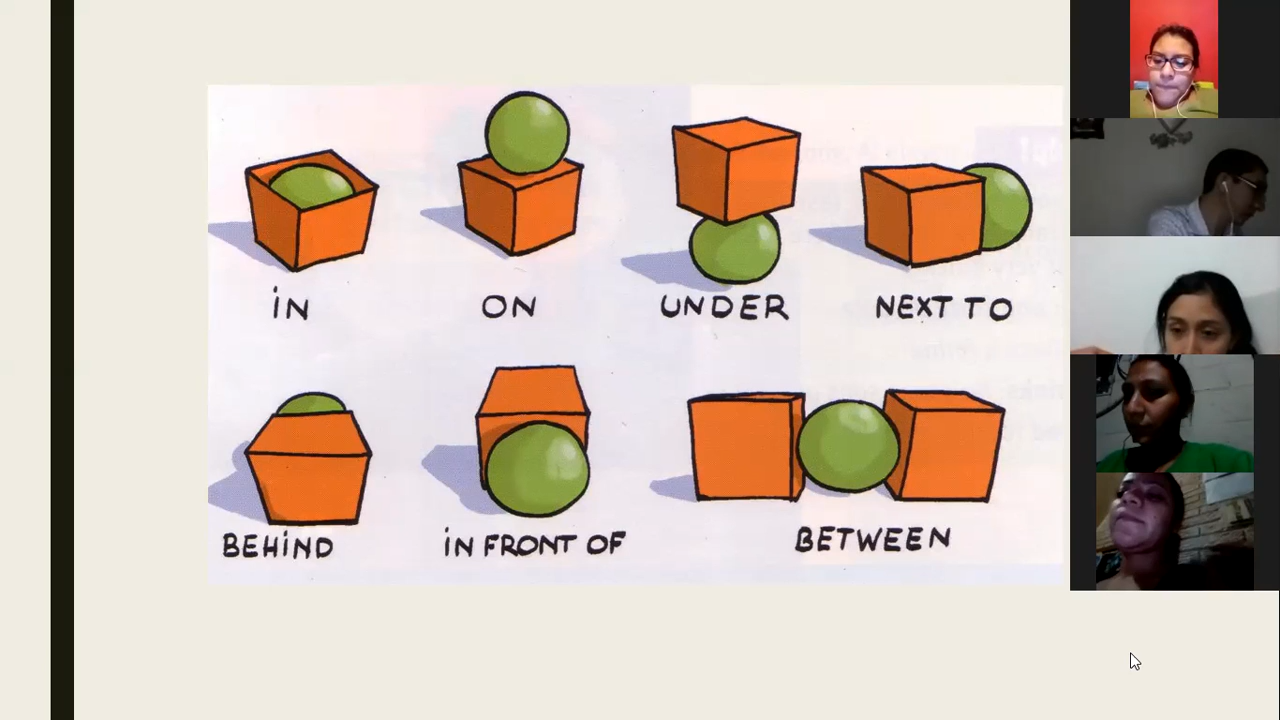 iN
ON
UNDER
NEXT TO
BEHiND
iN FRONT OF
BETWEEN